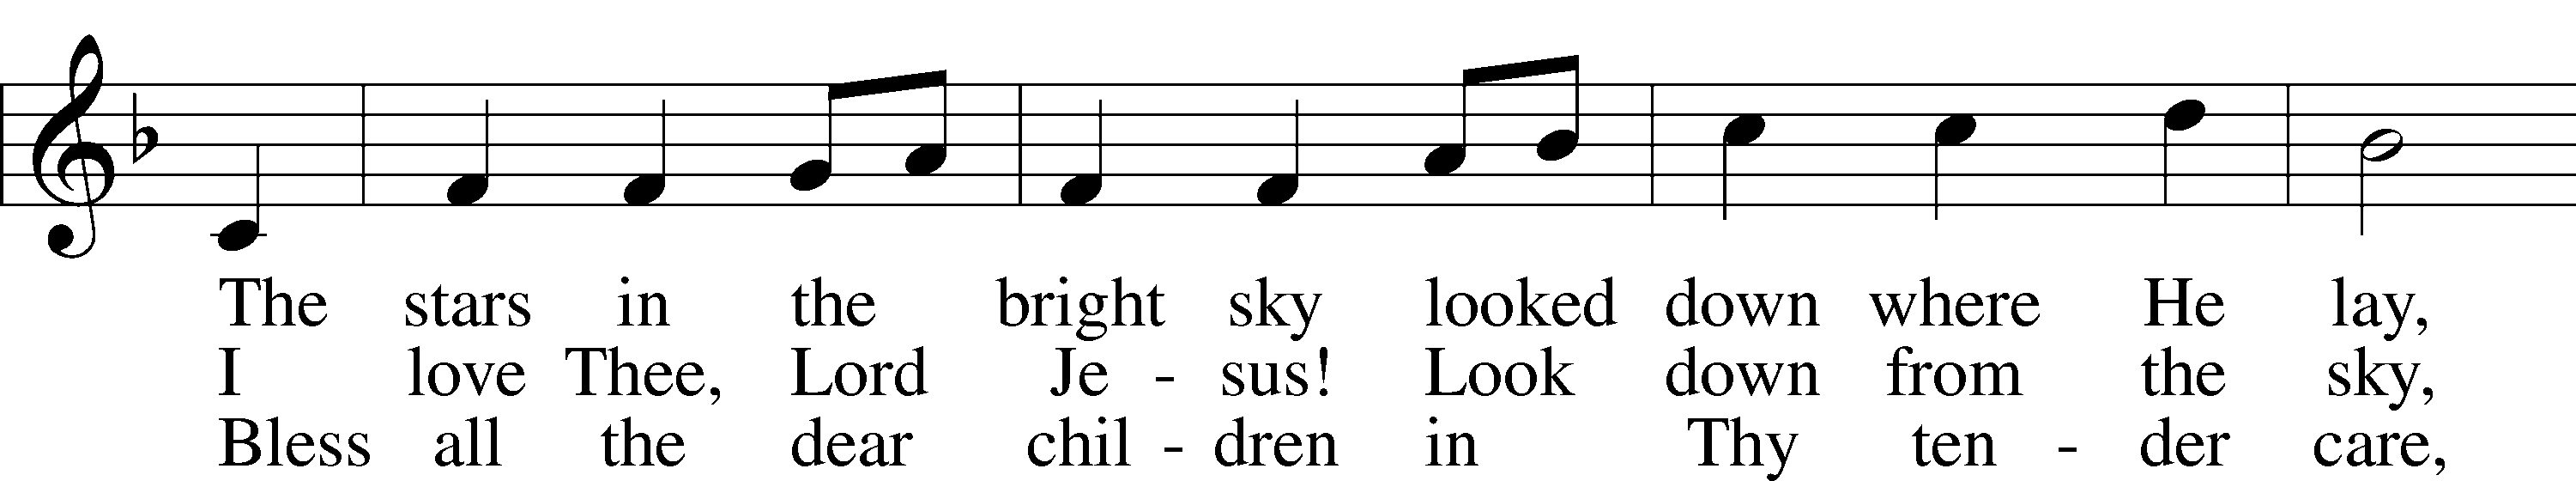 The stars in the bright sky looked down where He lay,
I love Thee, Lord Je - sus! Look down from the sky,
Bless all the dear chil - dren in Thy ten - der care,